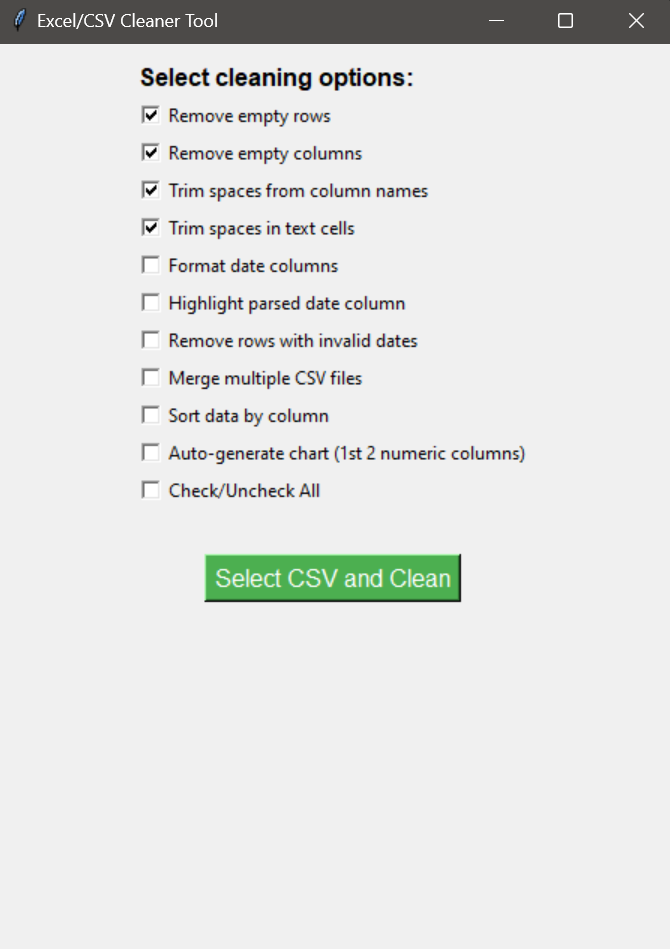 Excel/CSV Cleaner Tool
Select cleaning options:
Remove empty rows
Remove empty columns
Trim spaces from column names
Trim spaces in text cells
Format date columns
Highlight parsed date column
Remove rows with invalid dates
Merge multiple CSV files
Sort data by column
Auto-generate chart (1st 2 numeric columns)
Check/Uncheck All
Select CSV and Clean